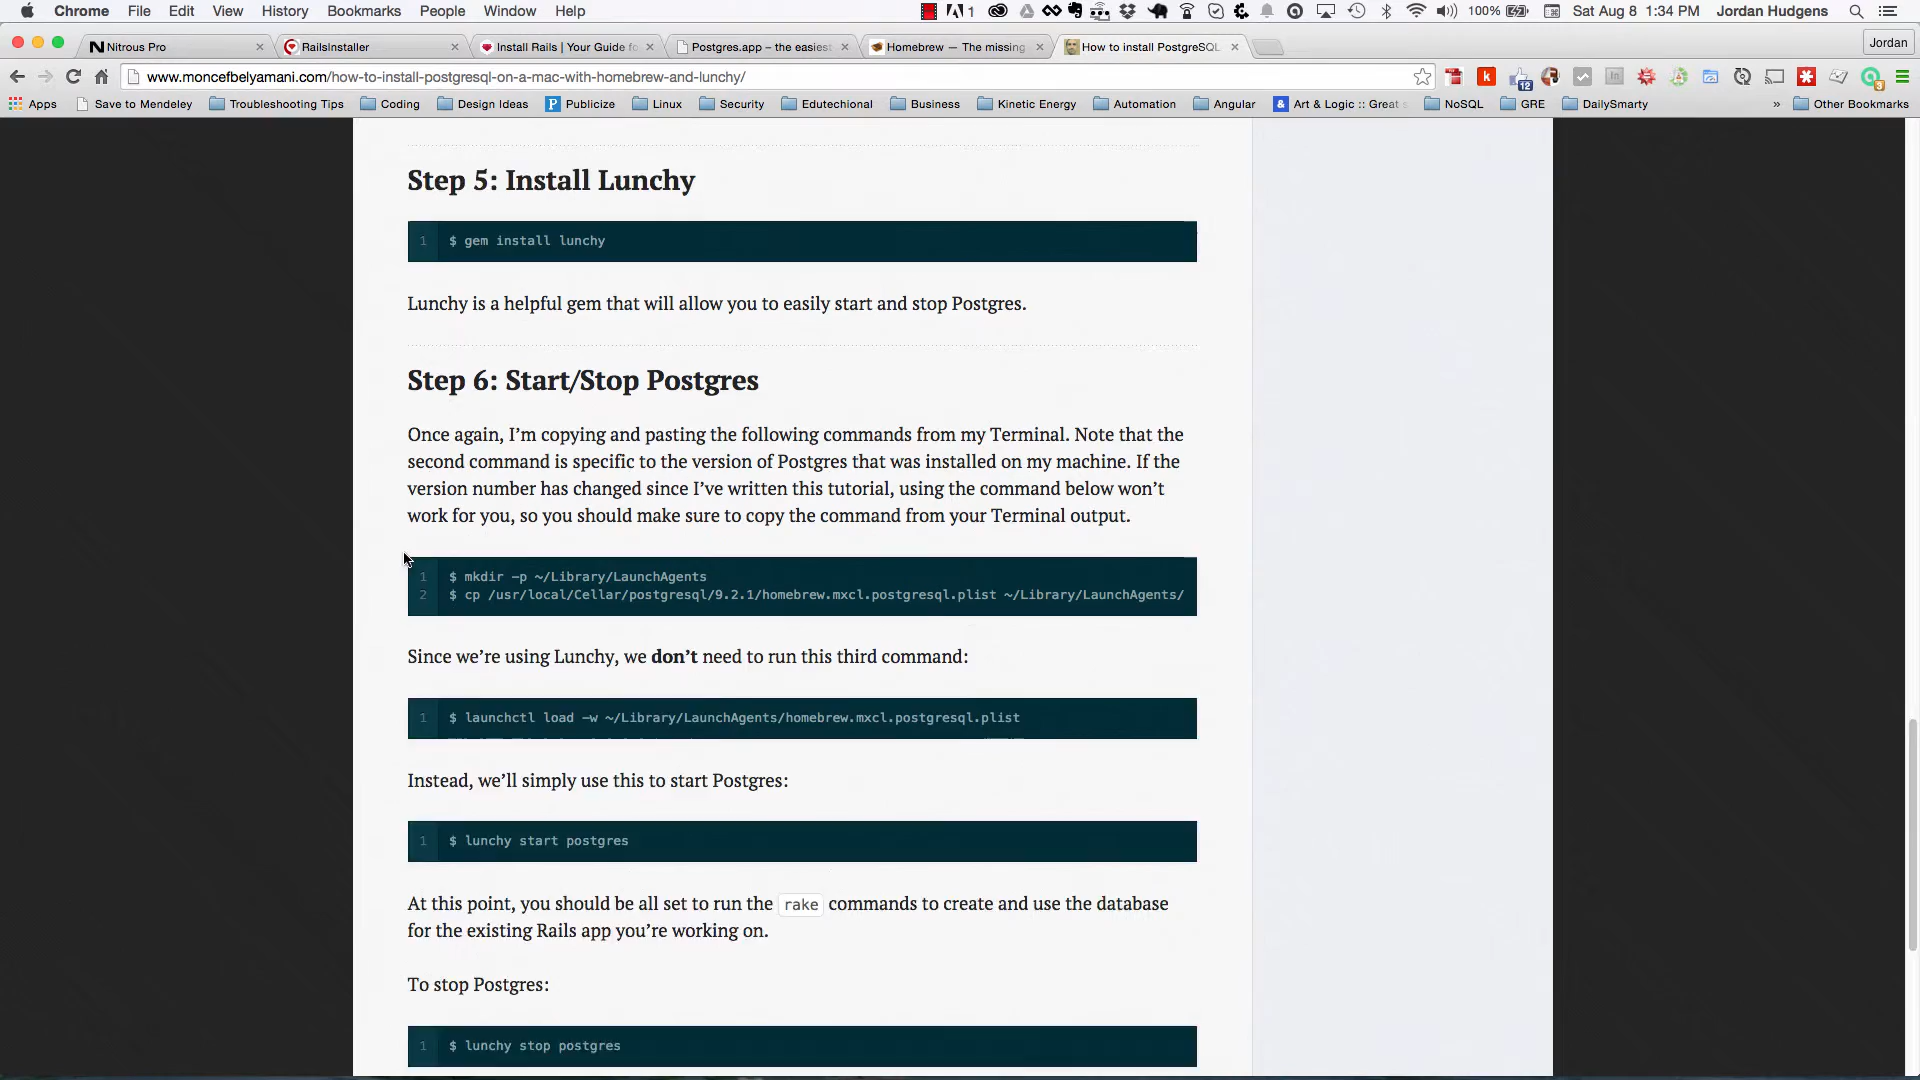 Chrome File Edit View History Bookmarks People Window Help 1 100% Sat Aug 8 1:34 PM Jordan Hudgens
Nitrous Pro RailsInstaller Install Rails | Your Guide fo Postgres.app – the easiest Homebrew — The missing How to install PostgreSQL Jordan
www.moncefbelyamani.com/how-to-install-postgresql-on-a-mac-with-homebrew-and-lunchy/
Apps Save to Mendeley Troubleshooting Tips Coding Design Ideas Publicize Linux Security Edutechional Business Kinetic Energy Automation Angular Art & Logic :: Great s NoSQL GRE DailySmarty » Other Bookmarks
Step 5: Install Lunchy
1 $ gem install lunchy
Lunchy is a helpful gem that will allow you to easily start and stop Postgres.
Step 6: Start/Stop Postgres
Once again, I’m copying and pasting the following commands from my Terminal. Note that the
second command is specific to the version of Postgres that was installed on my machine. If the
version number has changed since I’ve written this tutorial, using the command below won’t
work for you, so you should make sure to copy the command from your Terminal output.
1 $ mkdir -p ~/Library/LaunchAgents
2 $ cp /usr/local/Cellar/postgresql/9.2.1/homebrew.mxcl.postgresql.plist ~/Library/LaunchAgents/
Since we’re using Lunchy, we don’t need to run this third command:
1 $ launchctl load -w ~/Library/LaunchAgents/homebrew.mxcl.postgresql.plist
Instead, we’ll simply use this to start Postgres:
1 $ lunchy start postgres
At this point, you should be all set to run the rake commands to create and use the database
for the existing Rails app you’re working on.
To stop Postgres:
1 $ lunchy stop postgres